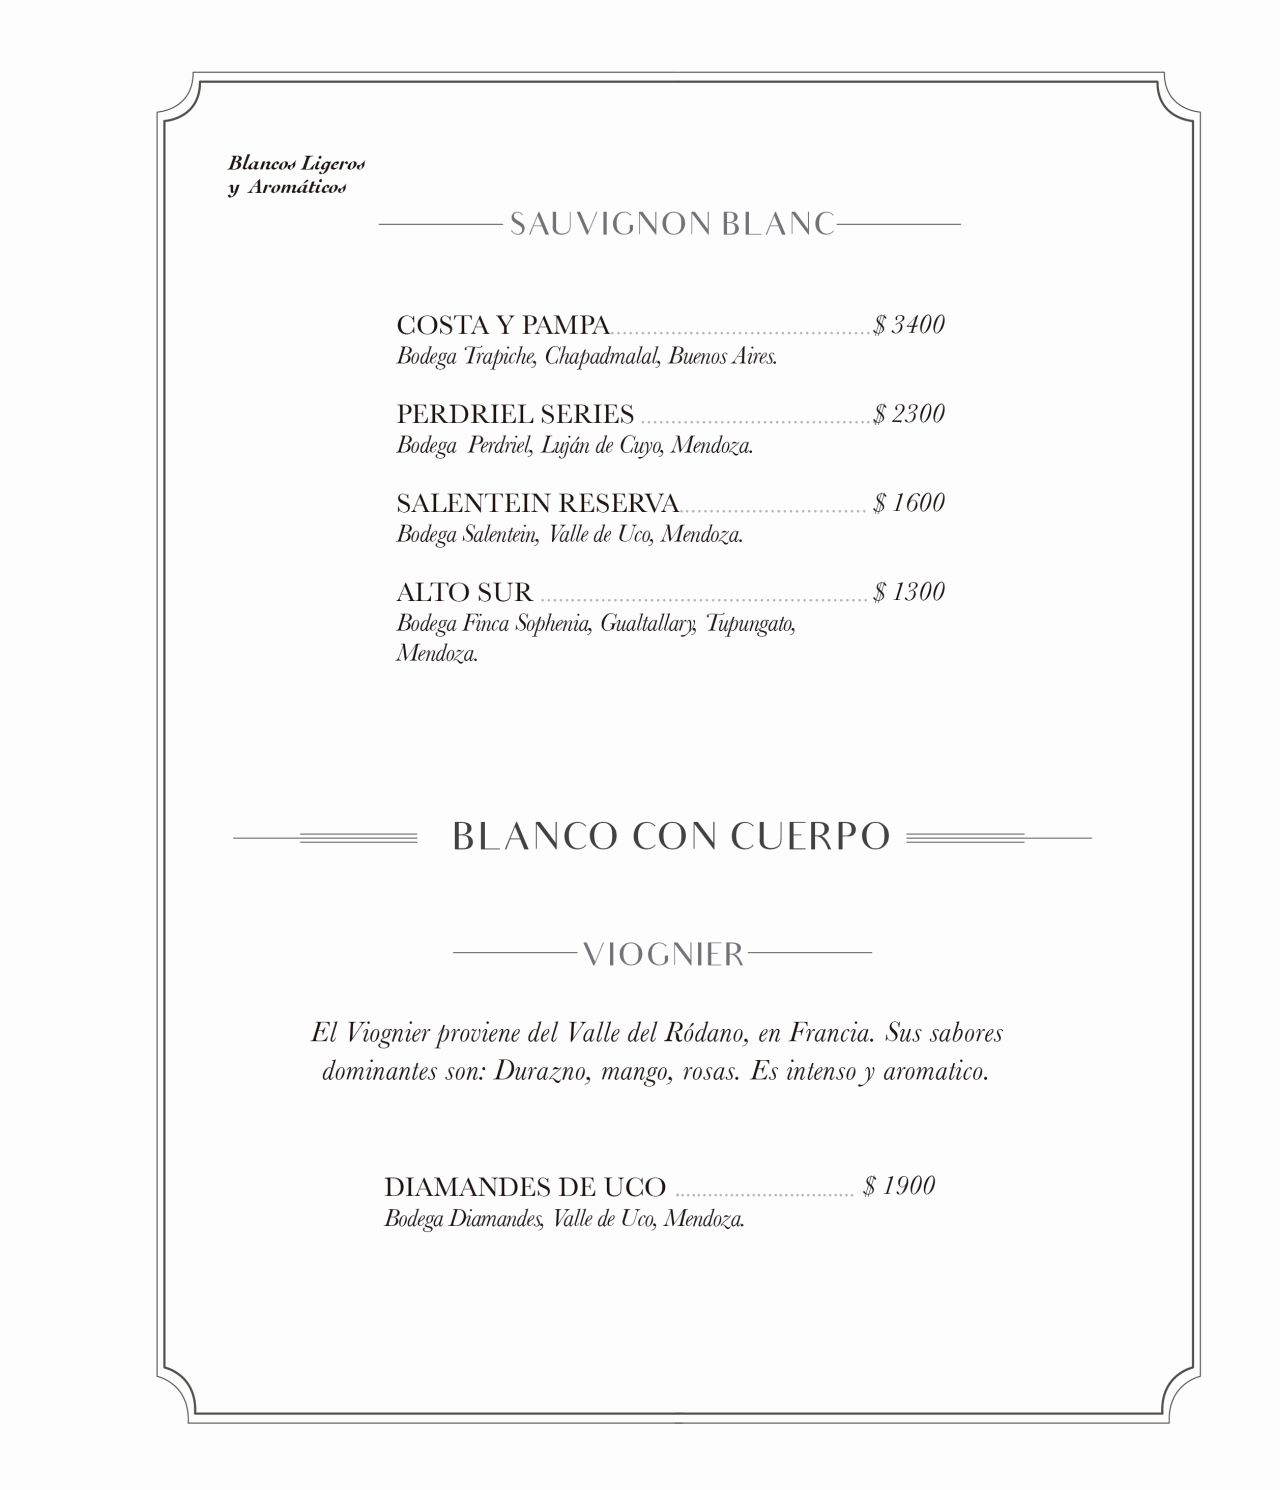 Blancos Ligeros
y Aromáticos
SAUVIGNON BLANC
COSTA Y PAMPA........................................$ 3400
Bodega Trapiche, Chapadmalal, Buenos Aires.
PERDRIEL SERIES ....................................$ 2300
Bodega Perdriel, Luján de Cuyo, Mendoza.
SALENTEIN RESERVA............................. $ 1600
Bodega Salentein, Valle de Uco, Mendoza.
ALTO SUR .................................................. $ 1300
Bodega Finca Sophenia, Gualtallary, Tupungato,
Mendoza.
BLANCO CON CUERPO
VIOGNIER
El Viognier proviene del Valle del Ródano, en Francia. Sus sabores
dominantes son: Durazno, mango, rosas. Es intenso y aromatico.
DIAMANDES DE UCO ............................ $ 1900
Bodega Diamandes, Valle de Uco, Mendoza.